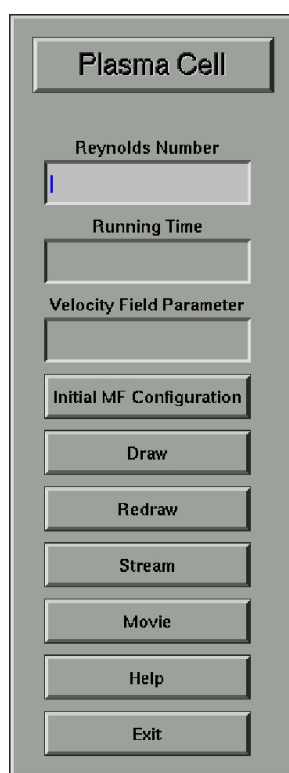 Plasma Cell
Reynolds Number
Running Time
Velocity Field Parameter
Initial MF Configuration
Draw
Redraw
Stream
Movie
Help
Exit